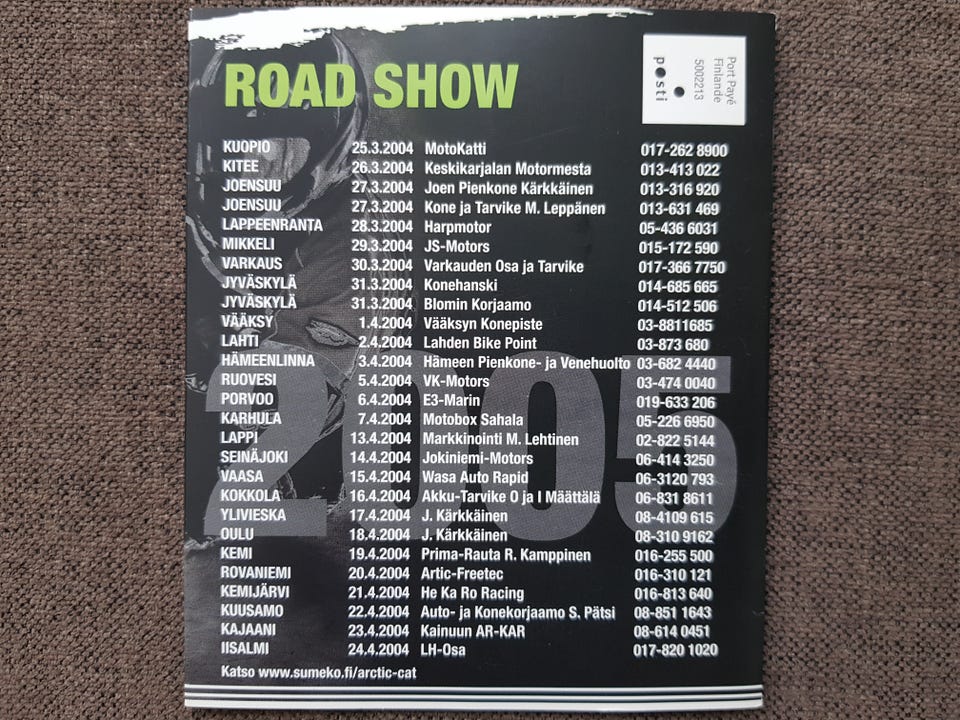 ROAD SHOW
Port Payé
Finlande
5002213
posti
KUOPIO 25.3.2004 MotoKatti 017-262 8900
KITEE 26.3.2004 Keskikarjalan Motormesta 013-413 022
JOENSUU 27.3.2004 Joen Pienkone Kärkkäinen 013-316 920
JOENSUU 27.3.2004 Kone ja Tarvike M. Leppänen 013-631 469
LAPPEENRANTA 28.3.2004 Harpmotor 05-436 6031
MIKKELI 29.3.2004 JS-Motors 015-172 590
VARKAUS 30.3.2004 Varkauden Osa ja Tarvike 017-366 7750
JYVÄSKYLÄ 31.3.2004 Konehanski 014-685 665
JYVÄSKYLÄ 31.3.2004 Blomin Korjaamo 014-512 506
VÄÄKSY 1.4.2004 Vääksyn Konepiste 03-8811685
LAHTI 2.4.2004 Lahden Bike Point 03-873 680
HÄMEENLINNA 3.4.2004 Hämeen Pienkone- ja Venehuolto 03-682 4440
RUOVESI 5.4.2004 VK-Motors 03-474 0040
PORVOO 6.4.2004 E3-Marin 019-633 206
KARHULA 7.4.2004 Motobox Sahala 05-226 6950
LAPPI 13.4.2004 Markkinointi M. Lehtinen 02-822 5144
SEINÄJOKI 14.4.2004 Jokiniemi-Motors 06-414 3250
VAASA 15.4.2004 Wasa Auto Rapid 06-3120 793
KOKKOLA 16.4.2004 Akku-Tarvike O ja I Määttälä 06-831 8611
YLIVIESKA 17.4.2004 J. Kärkkäinen 08-4109 615
OULU 18.4.2004 J. Kärkkäinen 08-310 9162
KEMI 19.4.2004 Prima-Rauta R. Kamppinen 016-255 500
ROVANIEMI 20.4.2004 Artic-Freetec 016-310 121
KEMIJÄRVI 21.4.2004 He Ka Ro Racing 016-813 640
KUUSAMO 22.4.2004 Auto- ja Konekorjaamo S. Pätsi 08-851 1643
KAJAANI 23.4.2004 Kainuun AR-KAR 08-614 0451
IISALMI 24.4.2004 LH-Osa 017-820 1020
2005
Katso www.sumeko.fi/arctic-cat